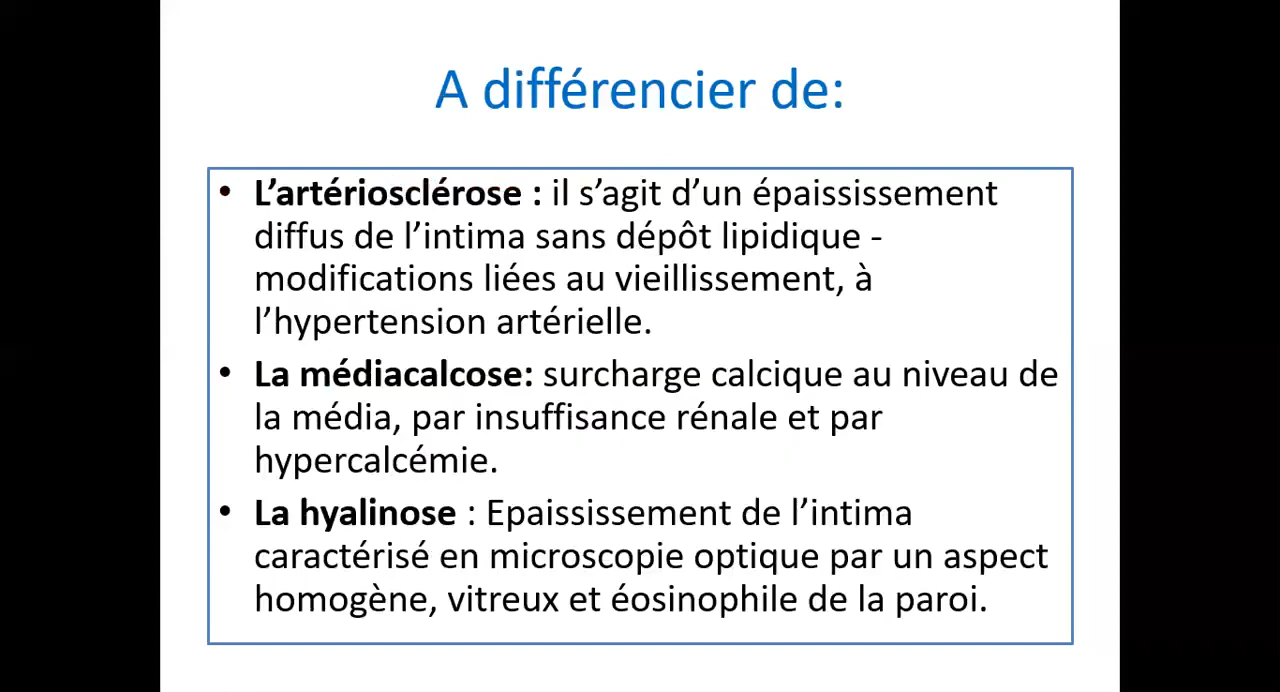 A différencier de:
• L’artériosclérose : il s’agit d’un épaississement
diffus de l’intima sans dépôt lipidique -
modifications liées au vieillissement, à
l’hypertension artérielle.
• La médiacalcose: surcharge calcique au niveau de
la média, par insuffisance rénale et par
hypercalcémie.
• La hyalinose : Epaississement de l’intima
caractérisé en microscopie optique par un aspect
homogène, vitreux et éosinophile de la paroi.